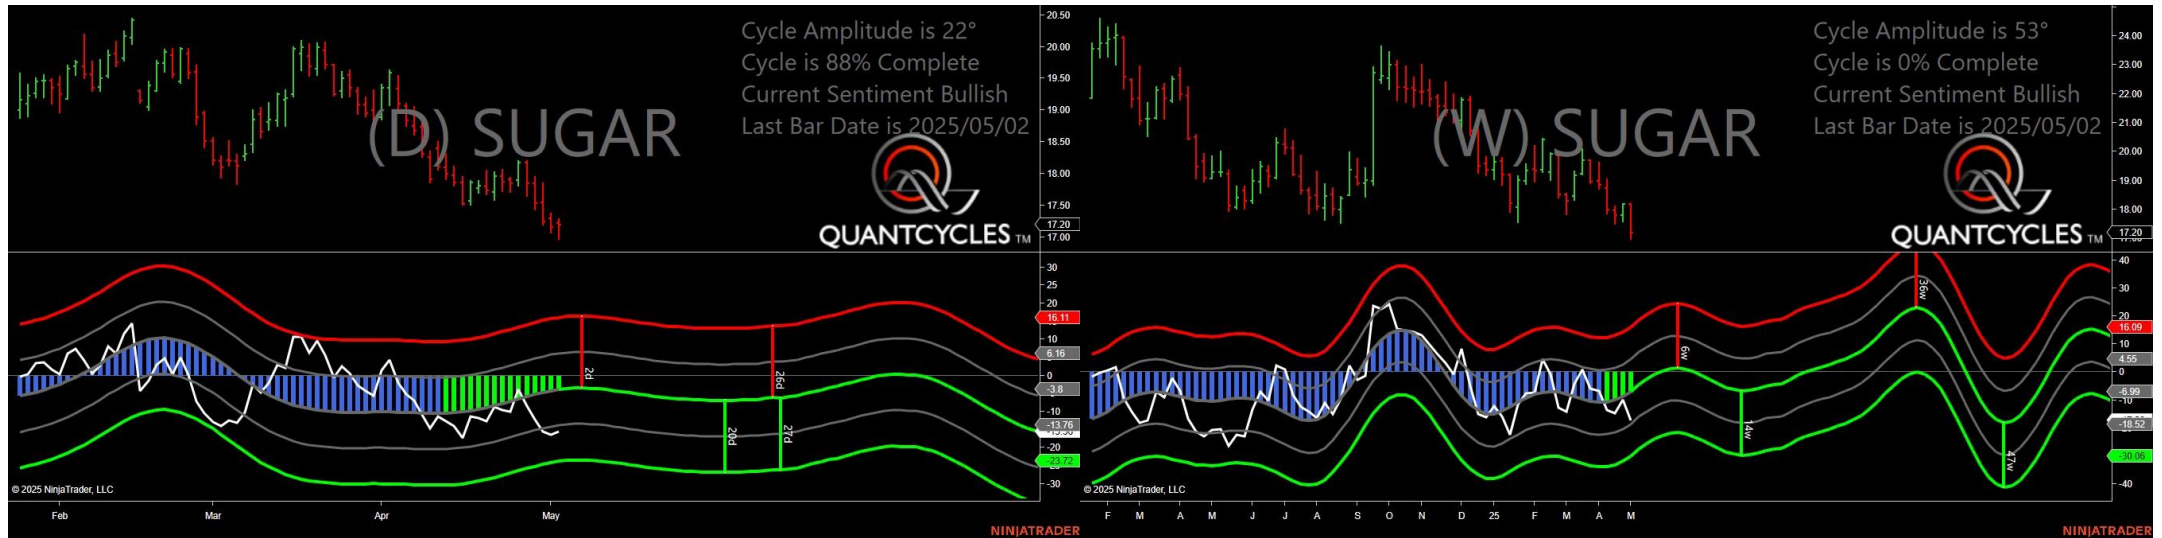 Cycle Amplitude is 22°
Cycle is 88% Complete
Current Sentiment Bullish
Last Bar Date is 2025/05/02
(D) SUGAR
QUANTCYCLES TM
20.50
20.00
19.50
19.00
18.50
18.00
17.50
17.20
17.00
30
25
20
16.11
10
6.16
0
-3.8
-10
-13.76
-20
-23.72
-30
2d
26d
20d
27d
© 2025 NinjaTrader, LLC
Feb
Mar
Apr
May
NINJATRADER
Cycle Amplitude is 53°
Cycle is 0% Complete
Current Sentiment Bullish
Last Bar Date is 2025/05/02
(W) SUGAR
QUANTCYCLES TM
24.00
23.00
22.00
21.00
20.00
19.00
18.00
17.20
40
30
20
16.09
10
4.55
0
-6.99
-10
-18.52
-30.06
-40
6w
36w
14w
47w
© 2025 NinjaTrader, LLC
F
M
A
M
J
J
A
S
O
N
D
25
F
M
A
M
NINJATRADER